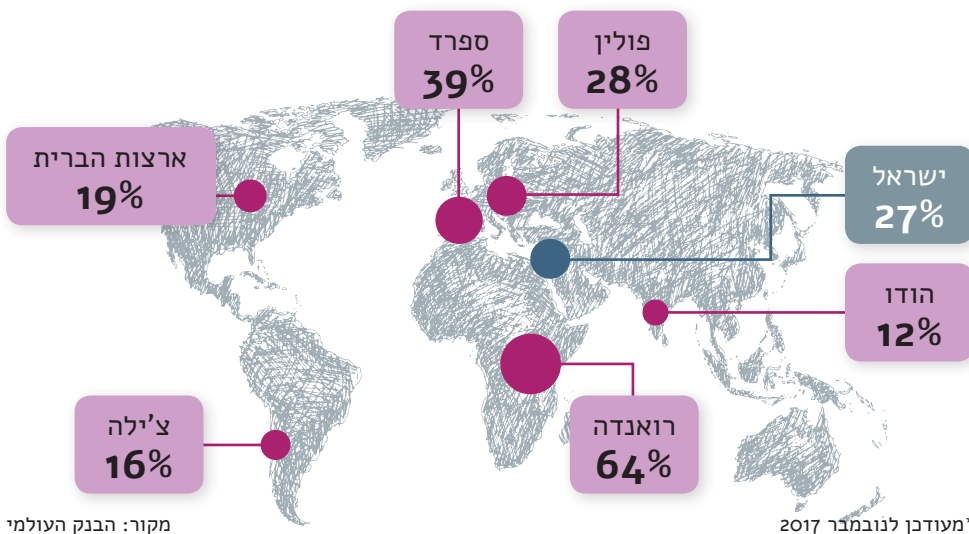 פולין
28%
ספרד
39%
ישראל
27%
ארצות הברית
19%
הודו
12%
רואנדה
64%
צ'ילה
16%
*מעודכן לנובמבר 2017
מקור: הבנק העולמי